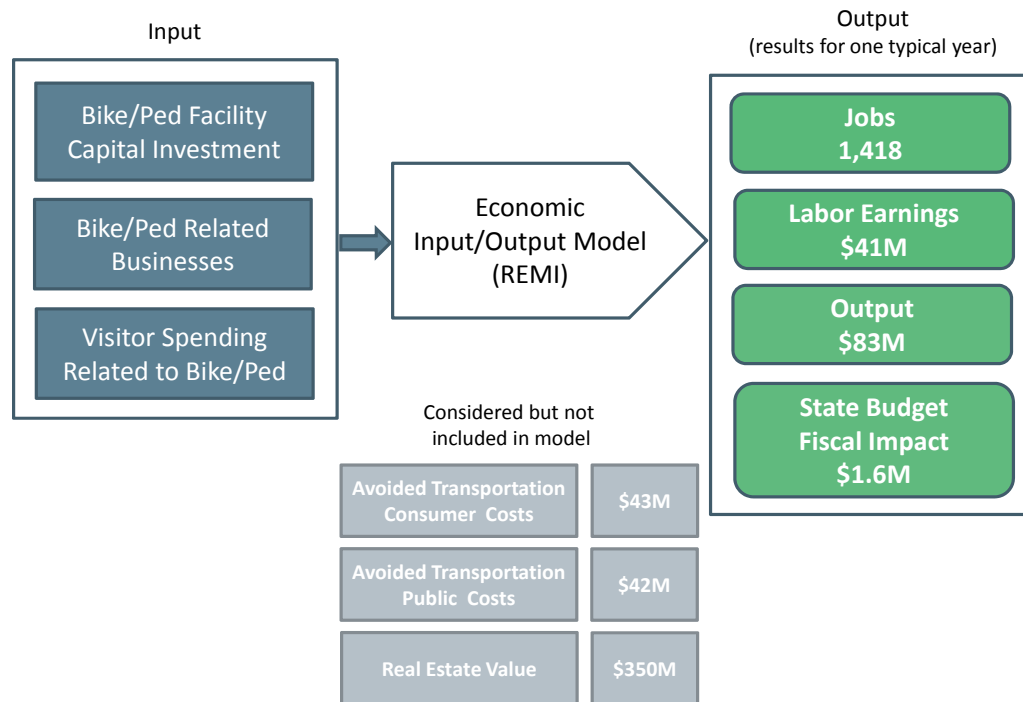 Input
Bike/Ped Facility
Capital Investment
Bike/Ped Related
Businesses
Visitor Spending
Related to Bike/Ped
Economic
Input/Output Model
(REMI)
Output
(results for one typical year)
Jobs
1,418
Labor Earnings
$41M
Output
$83M
State Budget
Fiscal Impact
$1.6M
Considered but not
included in model
Avoided Transportation
Consumer Costs
$43M
Avoided Transportation
Public Costs
$42M
Real Estate Value
$350M